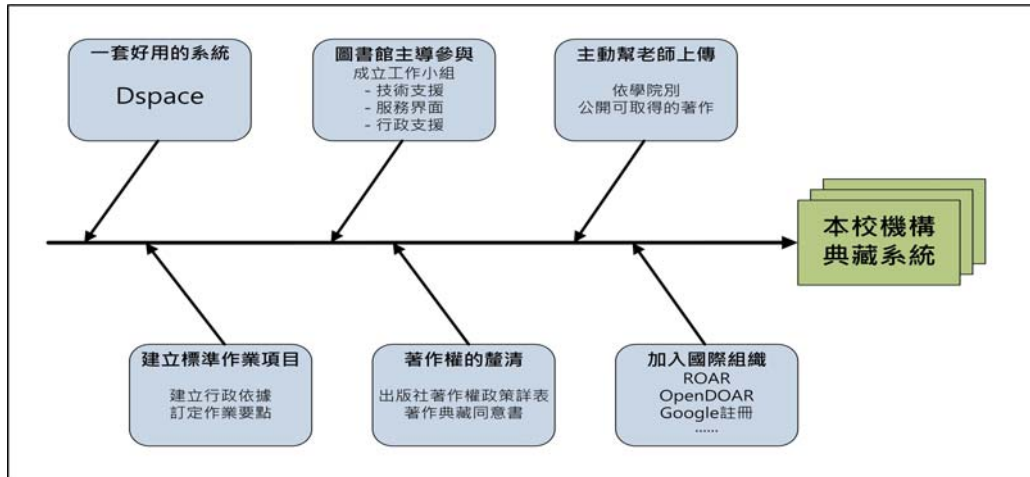 一套好用的系統
Dspace
圖書館主導參與
成立工作小組
- 技術支援
- 服務界面
- 行政支援
主動幫老師上傳
依學院別
公開可取得的著作
本校機構
典藏系統
建立標準作業項目
建立行政依據
訂定作業要點
著作權的釐清
出版社著作權政策詳表
著作典藏同意書
加入國際組織
ROAR
OpenDOAR
Google註冊
......